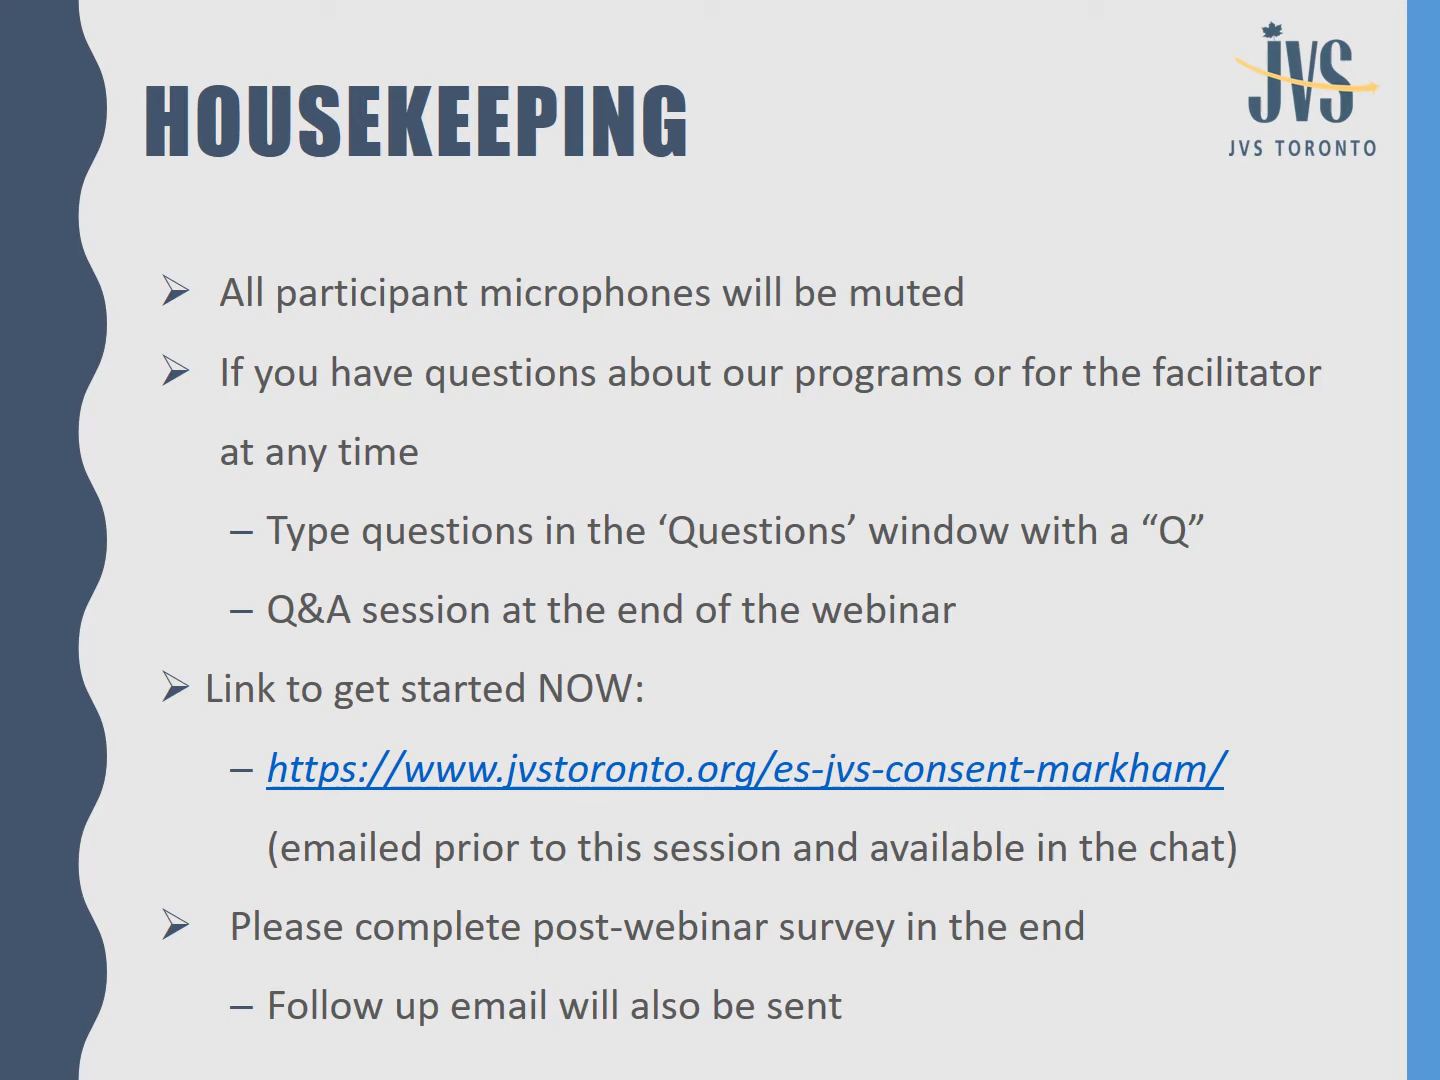 HOUSEKEEPING
JVS
JVS TORONTO
All participant microphones will be muted
If you have questions about our programs or for the facilitator
at any time
– Type questions in the ‘Questions’ window with a “Q”
– Q&A session at the end of the webinar
Link to get started NOW:
– https://www.jvstoronto.org/es-jvs-consent-markham/
(emailed prior to this session and available in the chat)
Please complete post-webinar survey in the end
– Follow up email will also be sent